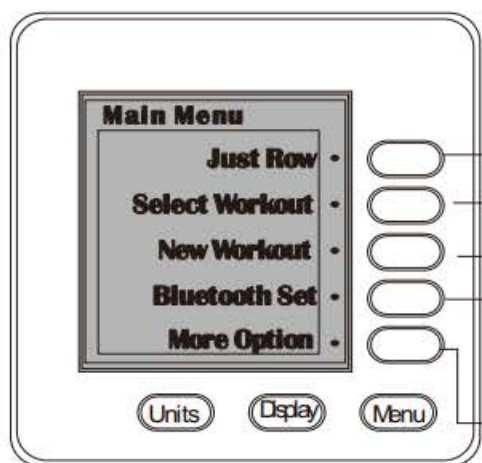 Main Menu
Just Row
Select Workout
New Workout
Bluetooth Set
More Option
Units Display Menu